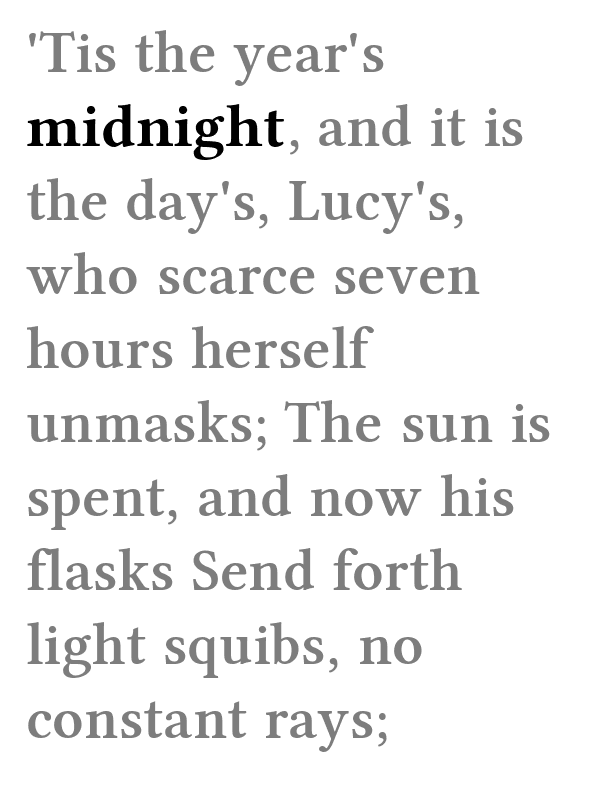 'Tis the year's
midnight, and it is
the day's, Lucy's,
who scarce seven
hours herself
unmasks; The sun is
spent, and now his
flasks Send forth
light squibs, no
constant rays;